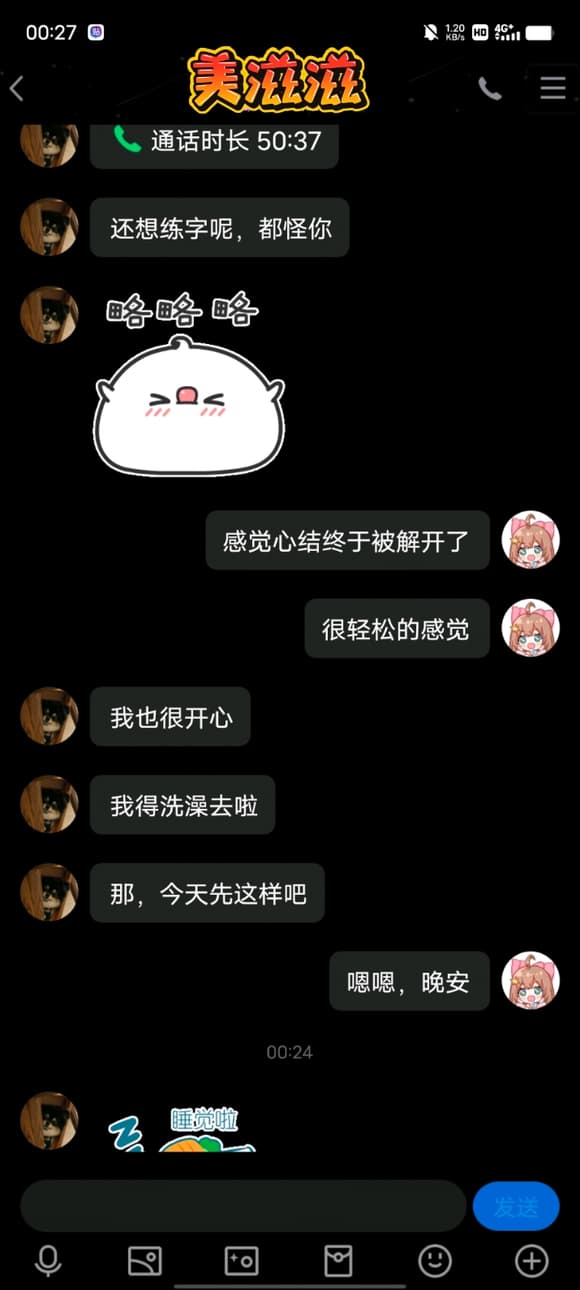 00:27
1.20
KB/s
HD
4G+
美滋滋
通话时长 50:37
还想练字呢，都怪你
略略 略
感觉心结终于被解开了
很轻松的感觉
我也很开心
我得洗澡去啦
那，今天先这样吧
嗯嗯，晚安
00:24
睡觉啦
ZZ
发送